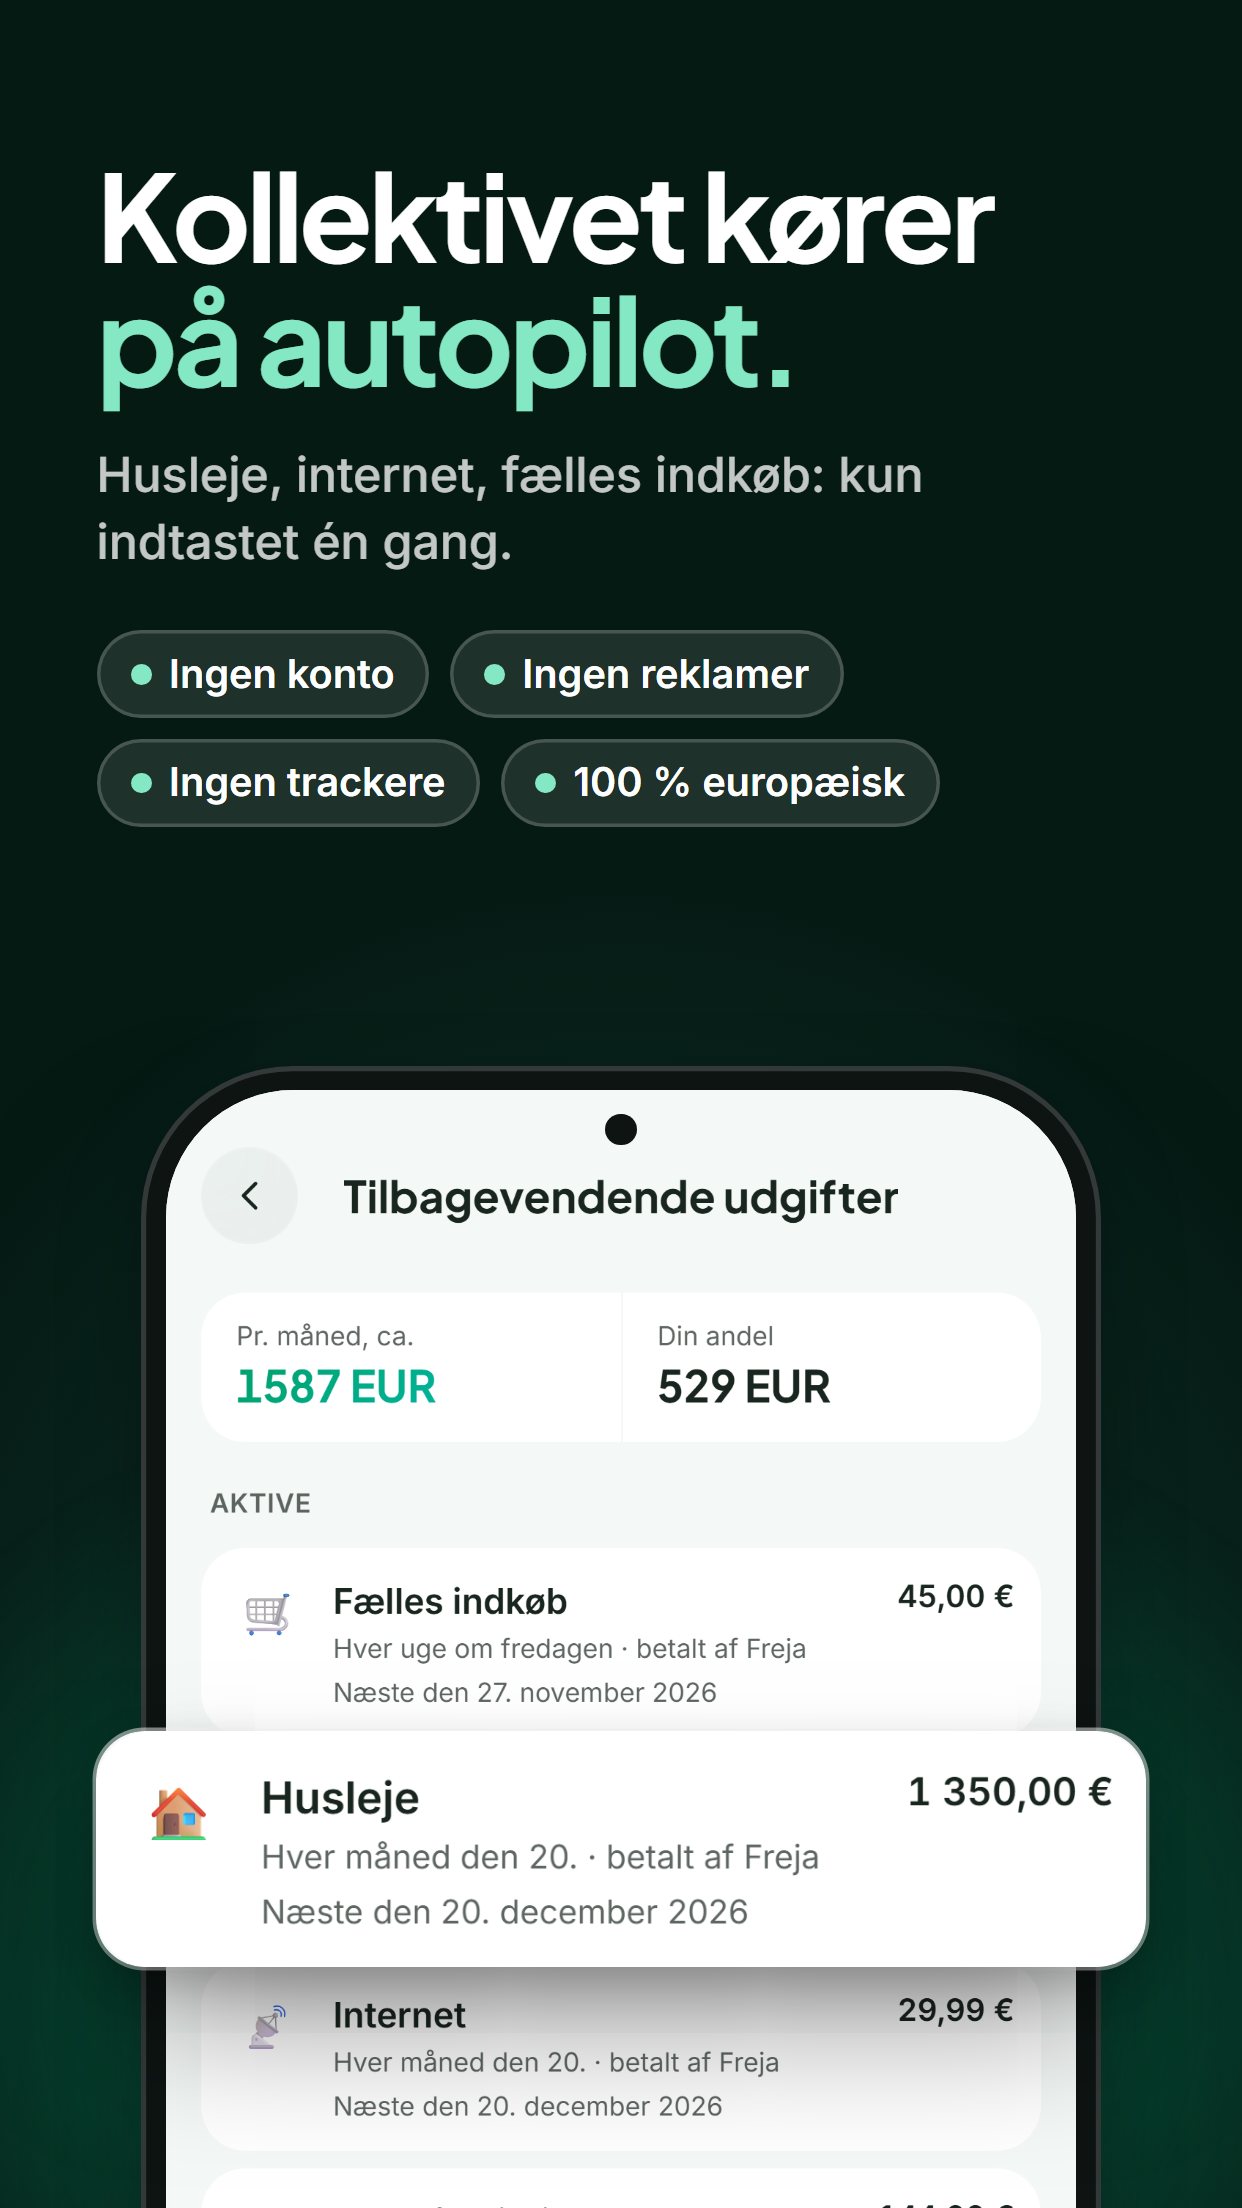 Kollektivet kører
på autopilot.
Husleje, internet, fælles indkøb: kun
indtastet én gang.
Ingen konto
Ingen reklamer
Ingen trackere
100 % europæisk
Tilbagevendende udgifter
Pr. måned, ca.
1587 EUR
Din andel
529 EUR
AKTIVE
Fælles indkøb
45,00 €
Hver uge om fredagen · betalt af Freja
Næste den 27. november 2026
Husleje
1 350,00 €
Hver måned den 20. · betalt af Freja
Næste den 20. december 2026
Internet
29,99 €
Hver måned den 20. · betalt af Freja
Næste den 20. december 2026